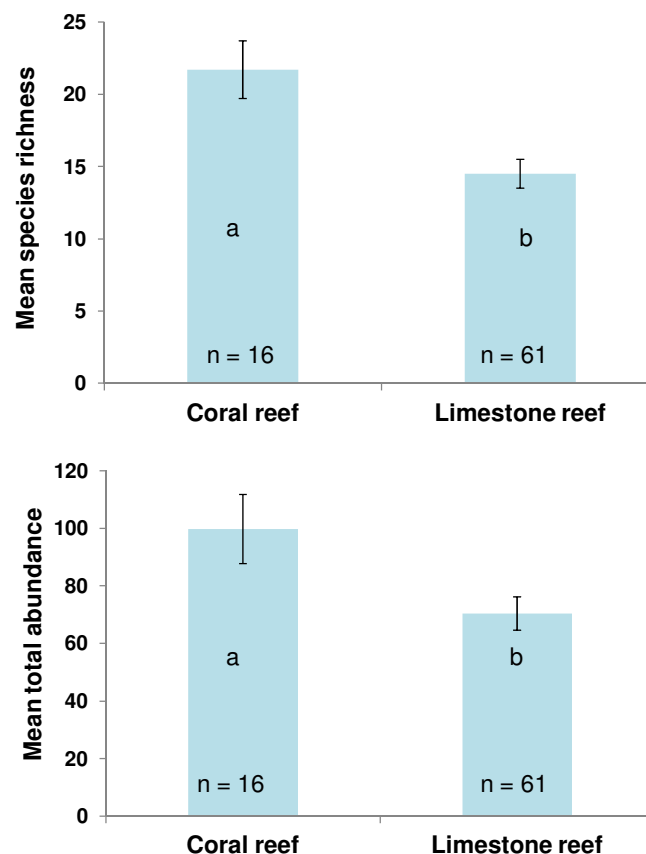 25
20
15
10
5
0
Mean species richness
a
b
n = 16
n = 61
Coral reef
Limestone reef
120
100
80
60
40
20
0
Mean total abundance
a
b
n = 16
n = 61
Coral reef
Limestone reef